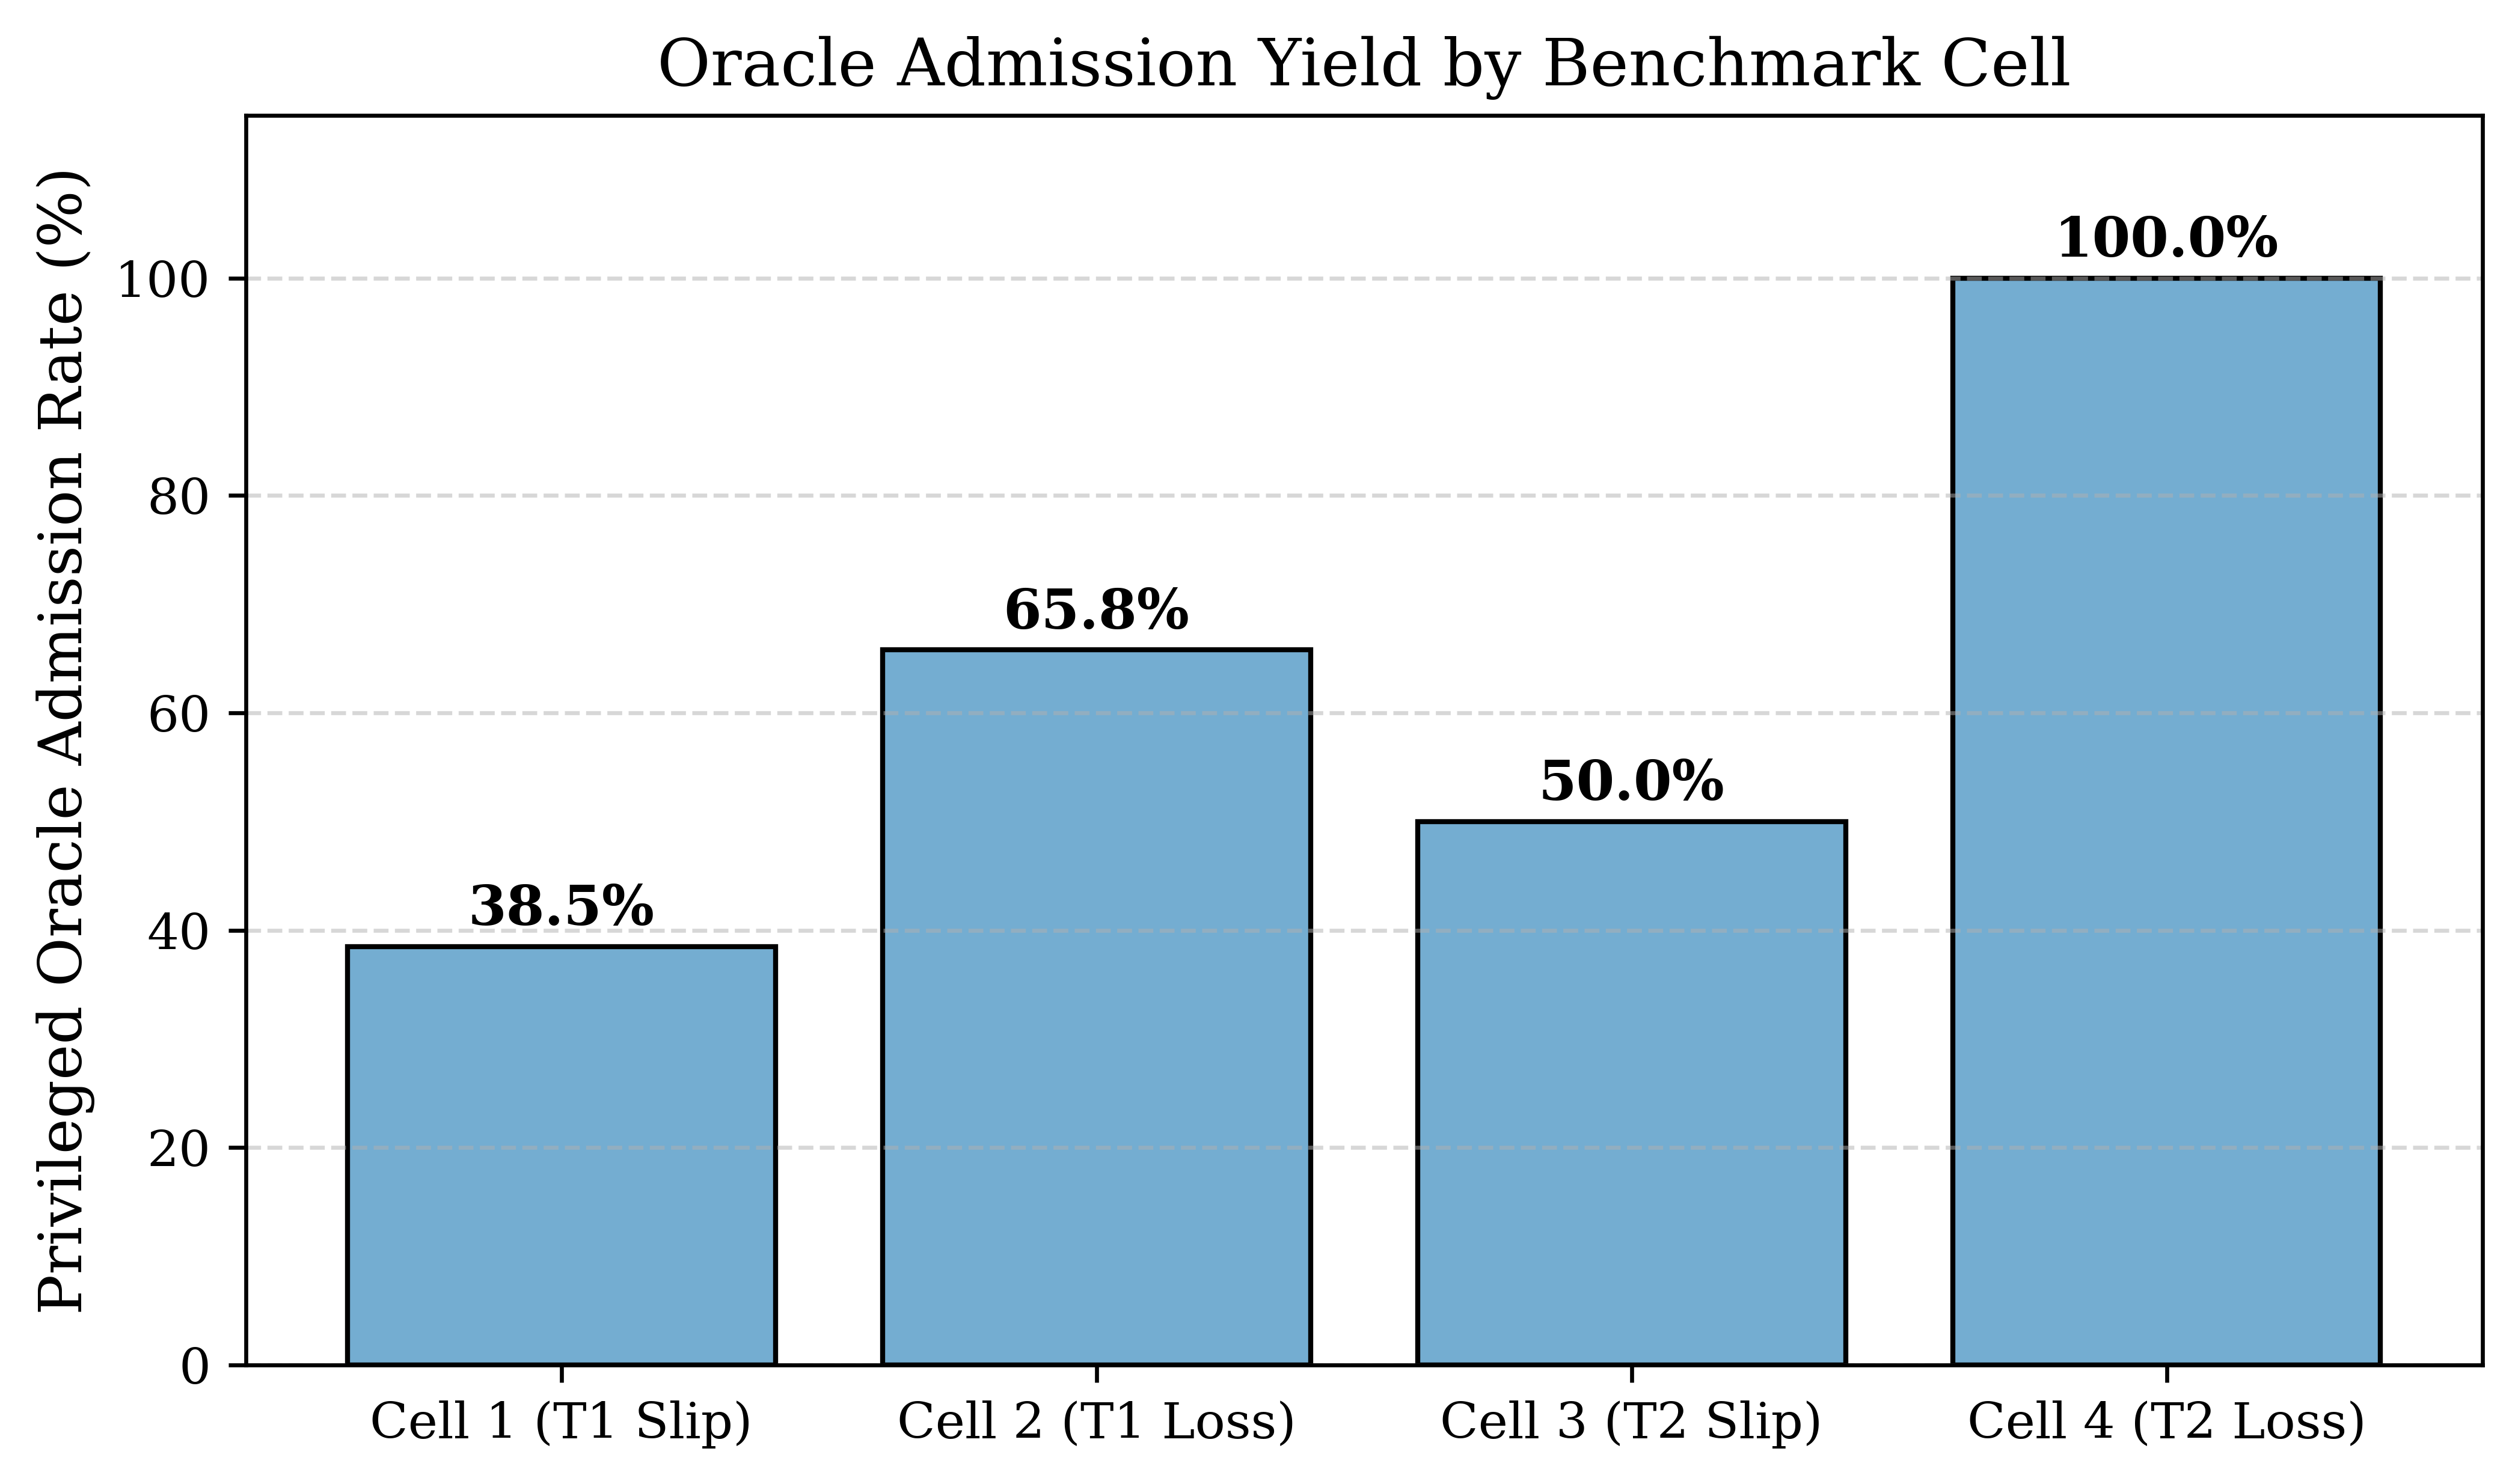 Oracle Admission Yield by Benchmark Cell
Privileged Oracle Admission Rate (%)
100
80
60
40
20
0
38.5%
65.8%
50.0%
100.0%
Cell 1 (T1 Slip)
Cell 2 (T1 Loss)
Cell 3 (T2 Slip)
Cell 4 (T2 Loss)